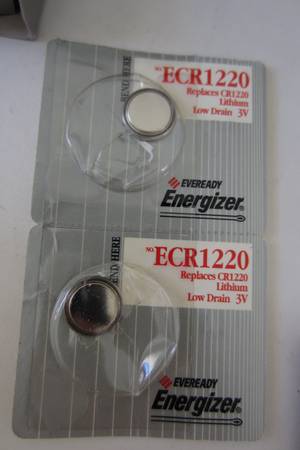 BEND HERE
NO. ECR1220
Replaces CR1220
Lithium
Low Drain 3V
EVEREADY
Energizer
BEND HERE
NO. ECR1220
Replaces CR1220
Lithium
Low Drain 3V
EVEREADY
Energizer